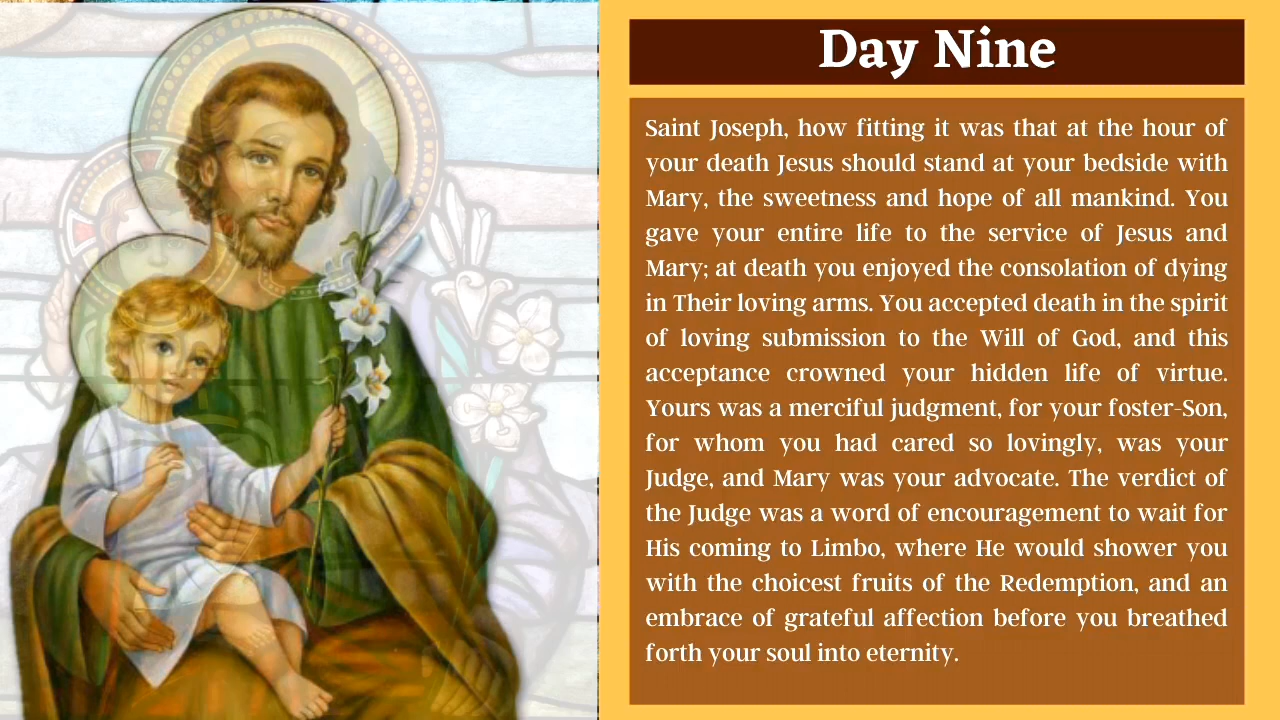 Day Nine
Saint Joseph, how fitting it was that at the hour of
your death Jesus should stand at your bedside with
Mary, the sweetness and hope of all mankind. You
gave your entire life to the service of Jesus and
Mary; at death you enjoyed the consolation of dying
in Their loving arms. You accepted death in the spirit
of loving submission to the Will of God, and this
acceptance crowned your hidden life of virtue.
Yours was a merciful judgment, for your foster-Son,
for whom you had cared so lovingly, was your
Judge, and Mary was your advocate. The verdict of
the Judge was a word of encouragement to wait for
His coming to Limbo, where He would shower you
with the choicest fruits of the Redemption, and an
embrace of grateful affection before you breathed
forth your soul into eternity.